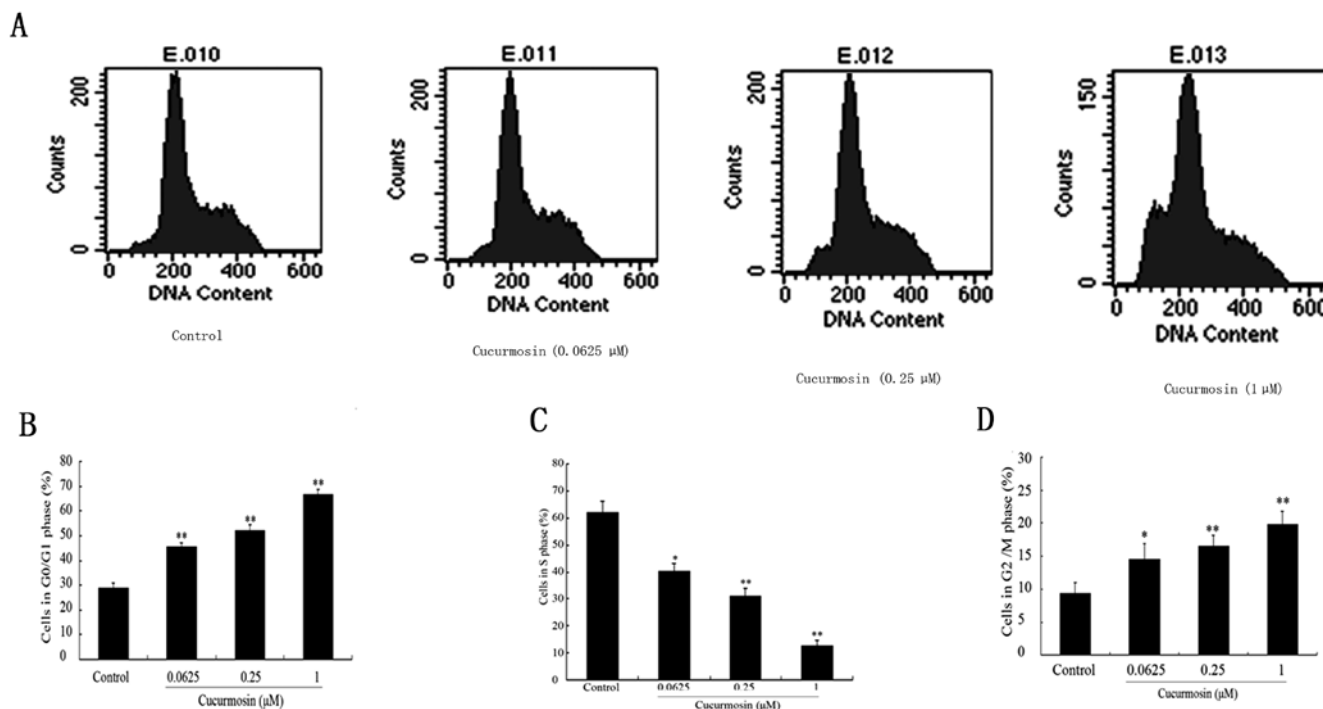 A
E.010
200
Counts
0
0 200 400 600
DNA Content
Control
E.011
200
Counts
0
0 200 400 600
DNA Content
Cucurmosin (0.0625 μM)
E.012
200
Counts
0
0 200 400 600
DNA Content
Cucurmosin (0.25 μM)
E.013
150
Counts
0
0 200 400 600
DNA Content
Cucurmosin (1 μM)
B
Cells in G0/G1 phase (%)
80
70
60
50
40
30
20
10
0
**
**
**
Control 0.0625 0.25 1
Cucurmosin (μM)
C
Cells in S phase (%)
80
70
60
50
40
30
20
10
0
*
**
**
Control 0.0625 0.25 1
Cucurmosin (μM)
D
Cells in G2 /M phase (%)
30
25
20
15
10
5
0
*
**
**
Control 0.0625 0.25 1
Cucurmosin (μM)